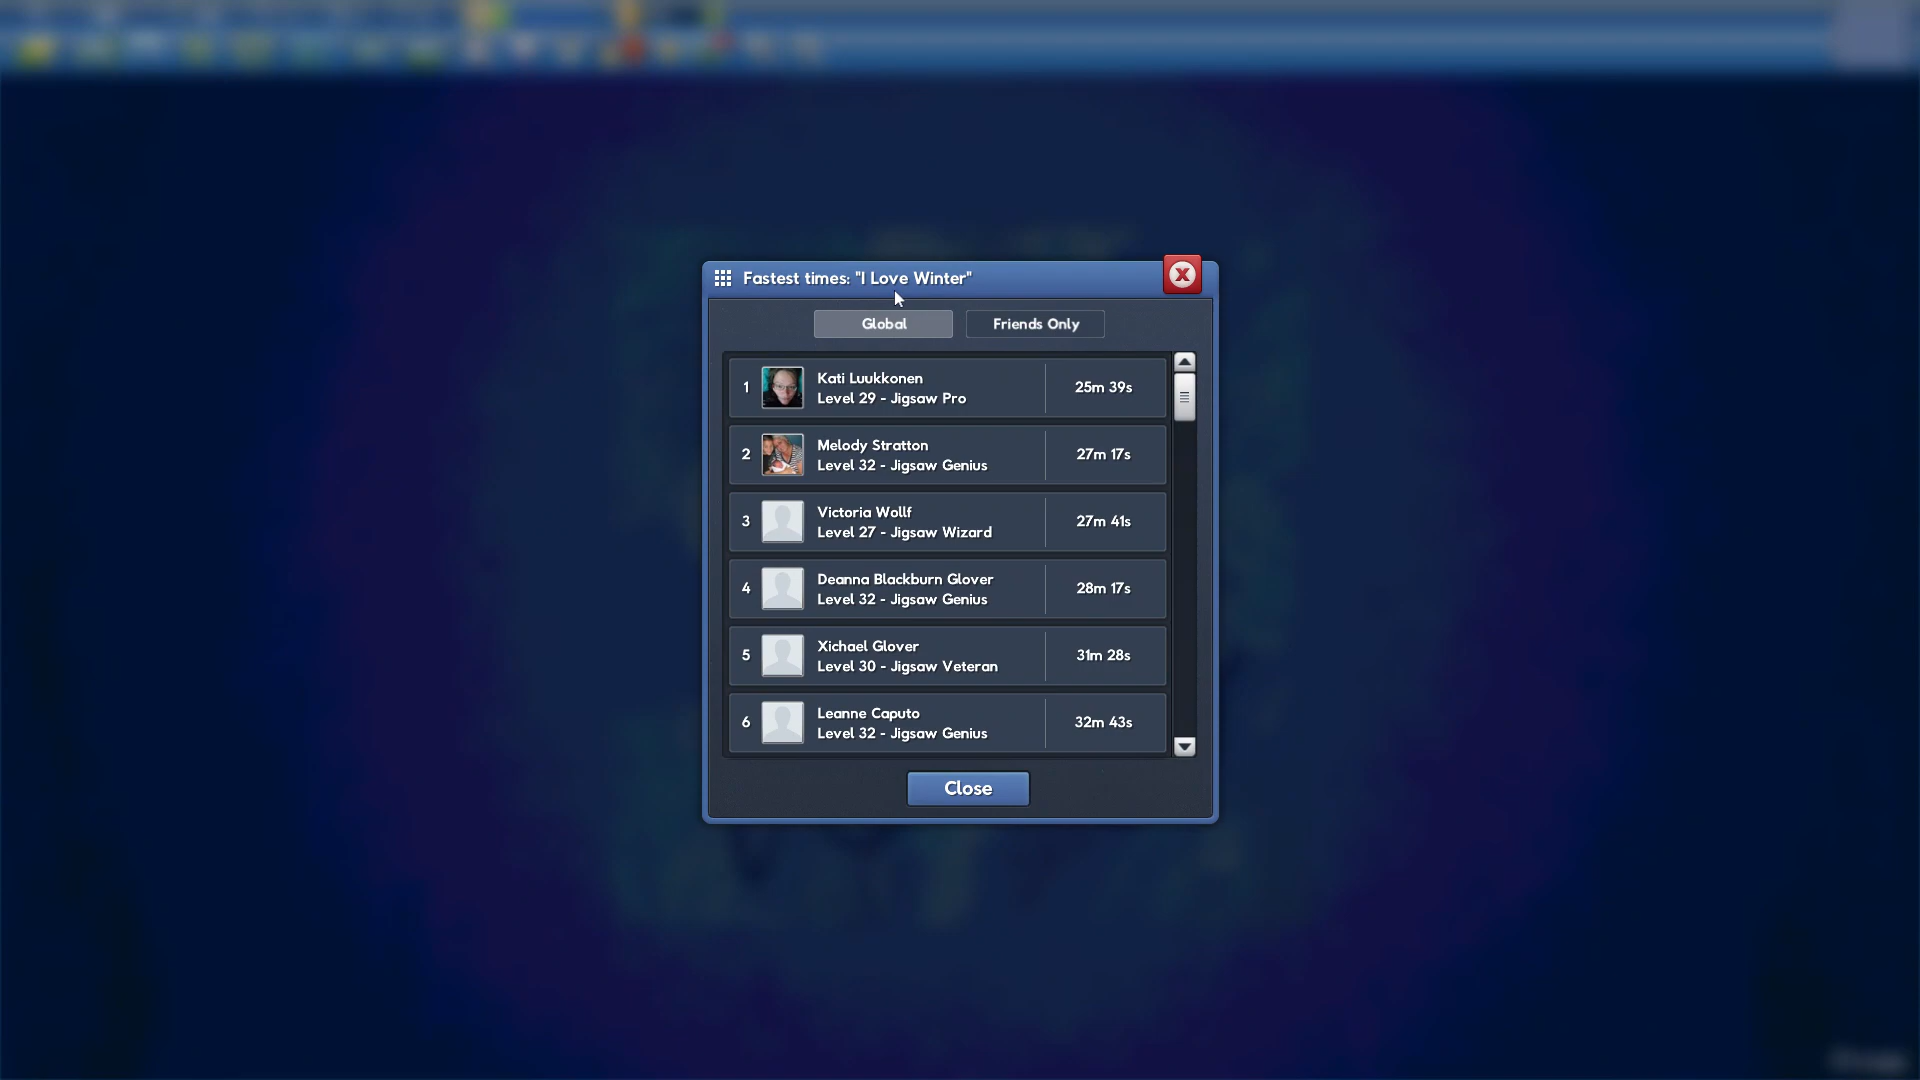 Fastest times: "I Love Winter"
Global
Friends Only
1
Kati Luukkonen
Level 29 - Jigsaw Pro
25m 39s
2
Melody Stratton
Level 32 - Jigsaw Genius
27m 17s
3
Victoria Wollf
Level 27 - Jigsaw Wizard
27m 41s
4
Deanna Blackburn Glover
Level 32 - Jigsaw Genius
28m 17s
5
Xichael Glover
Level 30 - Jigsaw Veteran
31m 28s
6
Leanne Caputo
Level 32 - Jigsaw Genius
32m 43s
Close